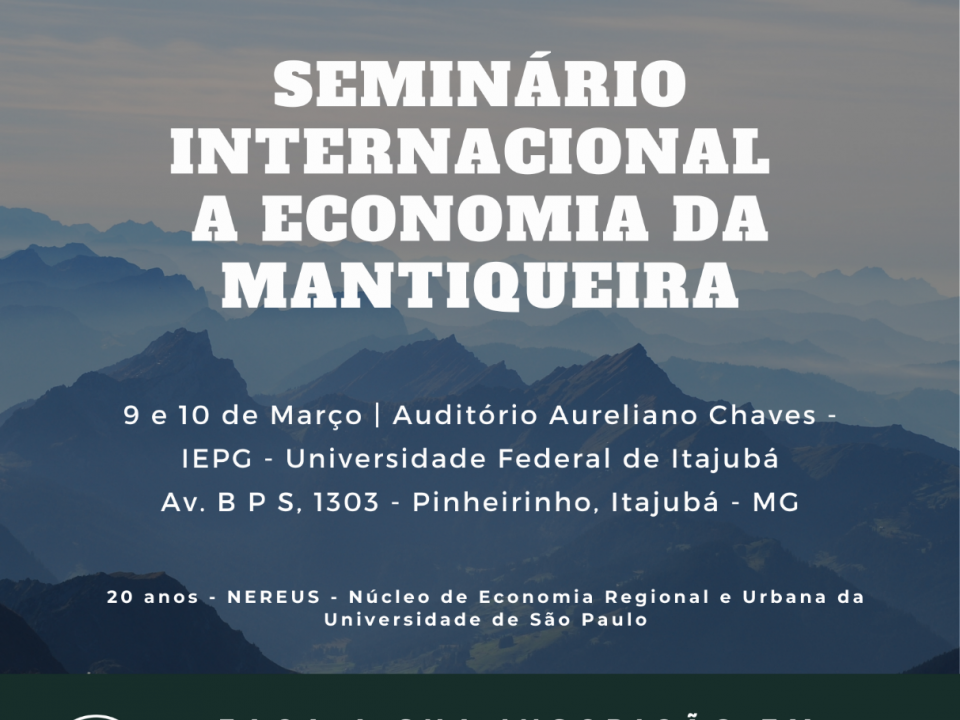 SEMINÁRIO
INTERNACIONAL
A ECONOMIA DA
MANTIQUEIRA
9 e 10 de Março | Auditório Aureliano Chaves -
IEPG - Universidade Federal de Itajubá
Av. B P S, 1303 - Pinheirinho, Itajubá - MG
20 anos - NEREUS - Núcleo de Economia Regional e Urbana da
Universidade de São Paulo